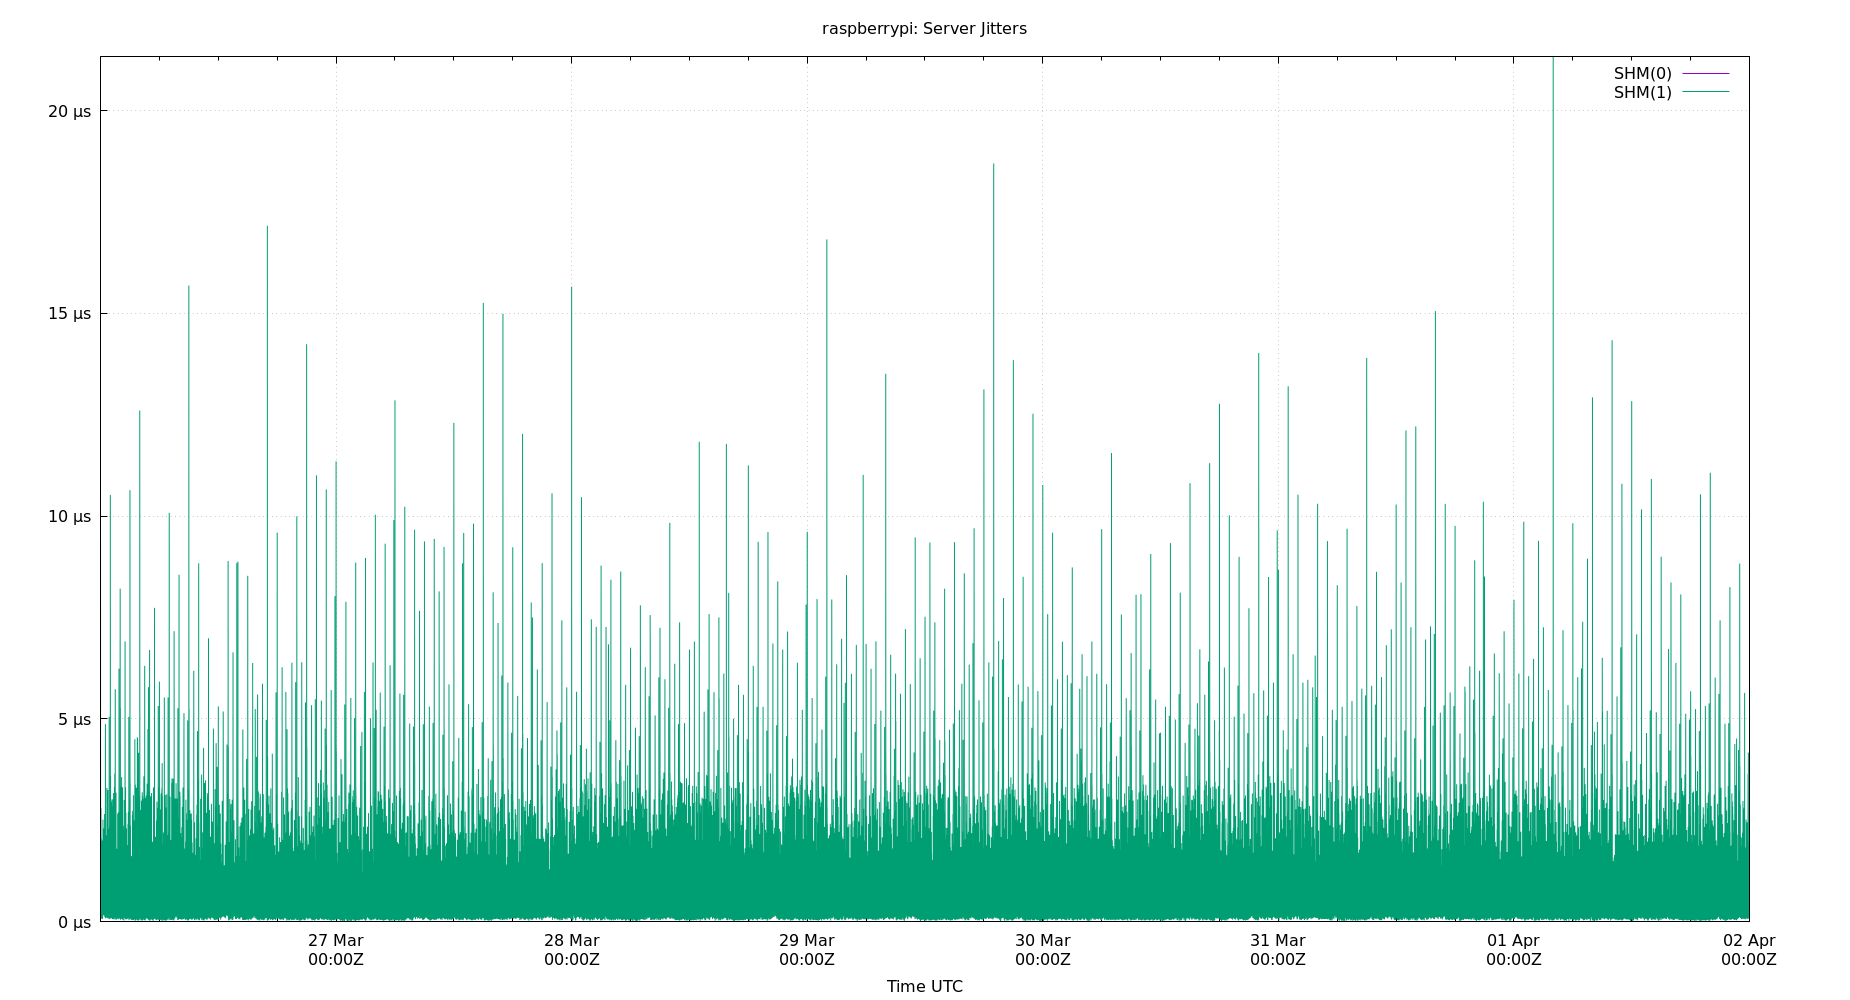 raspberrypi: Server Jitters
SHM(0)
SHM(1)
20 µs
15 µs
10 µs
5 µs
0 µs
27 Mar 28 Mar 29 Mar 30 Mar 31 Mar 01 Apr 02 Apr
00:00Z 00:00Z 00:00Z 00:00Z 00:00Z 00:00Z 00:00Z
Time UTC